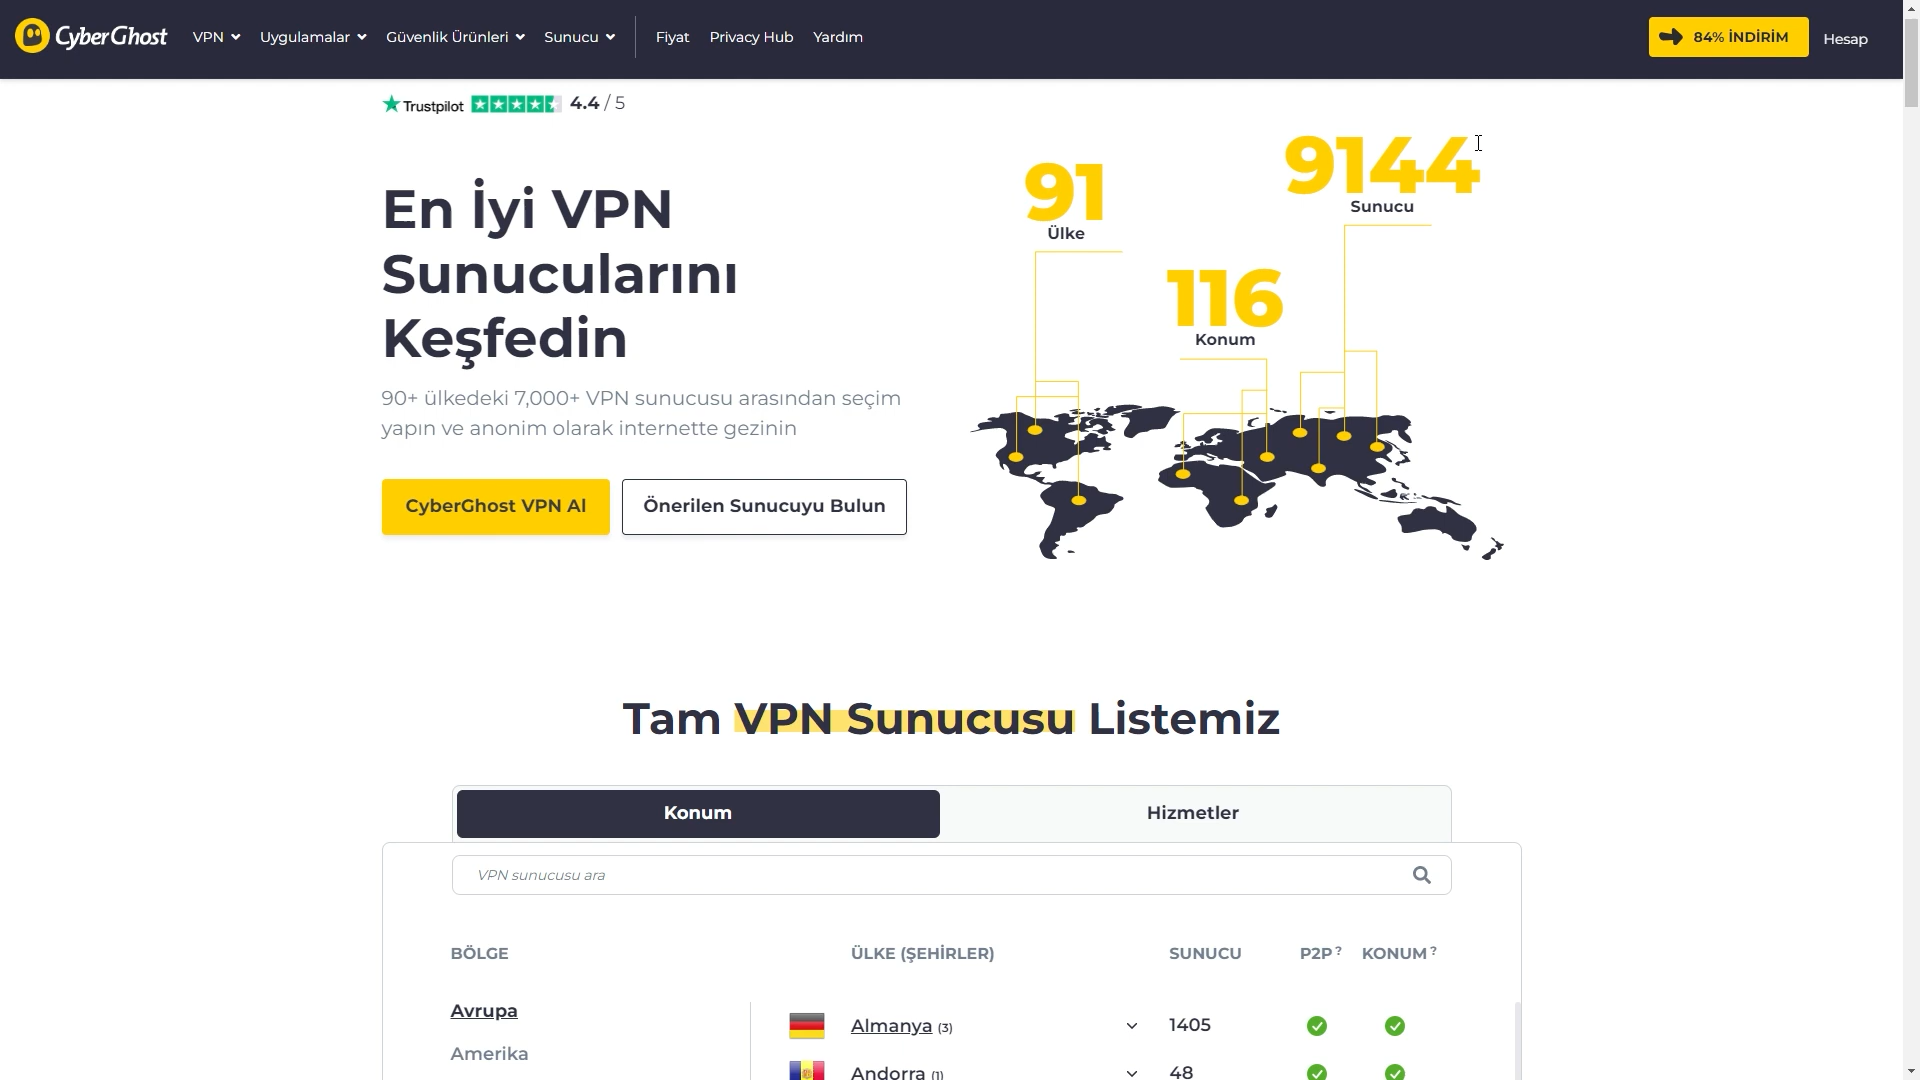 CyberGhost VPN Uygulamalar Güvenlik Ürünleri Sunucu Fiyat Privacy Hub Yardım 84% İNDİRİM Hesap
Trustpilot 4.4 / 5
En İyi VPN
Sunucularını
Keşfedin
90+ ülkedeki 7,000+ VPN sunucusu arasından seçim
yapın ve anonim olarak internette gezinin
CyberGhost VPN Al Önerilen Sunucuyu Bulun
91
Ülke
116
Konum
9144
Sunucu
Tam VPN Sunucusu Listemiz
Konum Hizmetler
VPN sunucusu ara
BÖLGE ÜLKE (ŞEHİRLER) SUNUCU P2P ? KONUM ?
Avrupa
Amerika
Almanya (3) 1405
Andorra (1) 48